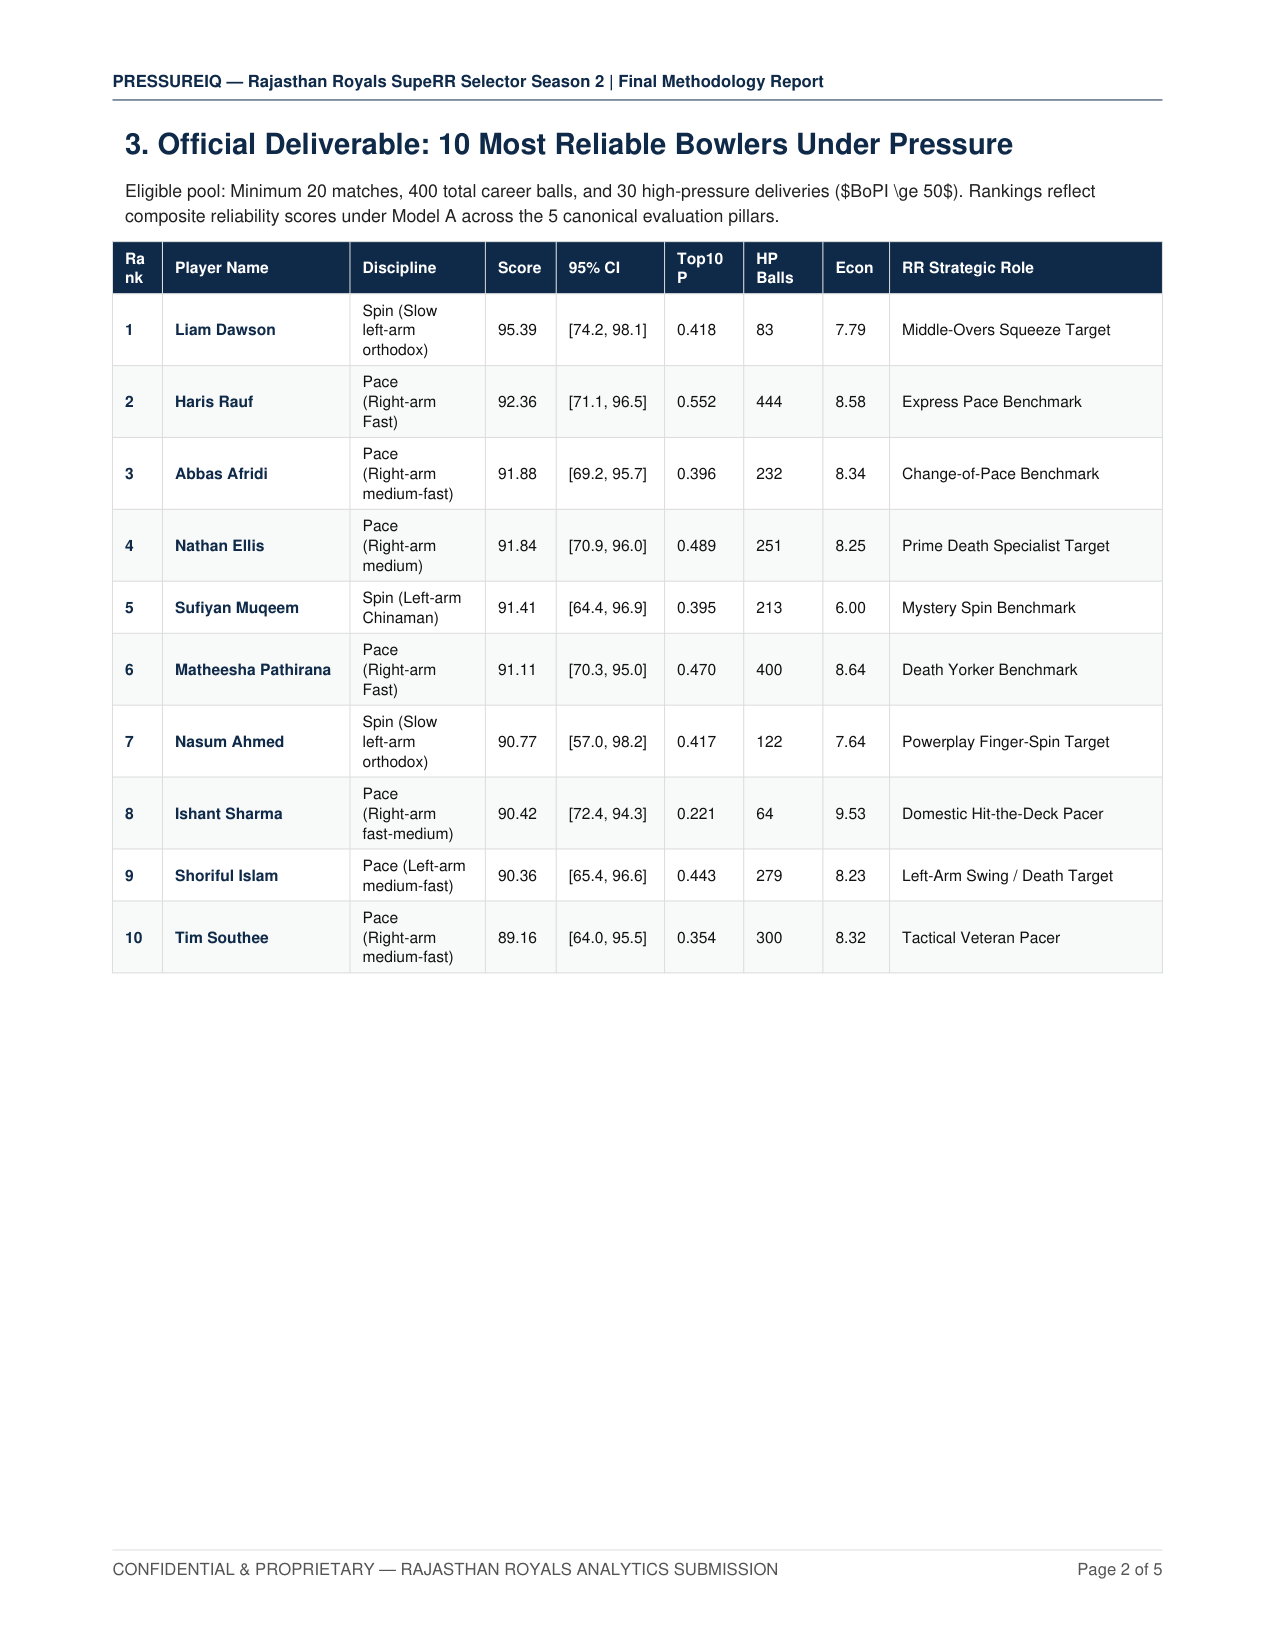 PRESSUREIQ — Rajasthan Royals SupeRR Selector Season 2 | Final Methodology Report
3. Official Deliverable: 10 Most Reliable Bowlers Under Pressure
Eligible pool: Minimum 20 matches, 400 total career balls, and 30 high-pressure deliveries ($BoPI \ge 50$). Rankings reflect
composite reliability scores under Model A across the 5 canonical evaluation pillars.
Ra
nk
Player Name
Discipline
Score
95% CI
Top10
P
HP
Balls
Econ
RR Strategic Role
1
Liam Dawson
Spin (Slow
left-arm
orthodox)
95.39
[74.2, 98.1]
0.418
83
7.79
Middle-Overs Squeeze Target
2
Haris Rauf
Pace
(Right-arm
Fast)
92.36
[71.1, 96.5]
0.552
444
8.58
Express Pace Benchmark
3
Abbas Afridi
Pace
(Right-arm
medium-fast)
91.88
[69.2, 95.7]
0.396
232
8.34
Change-of-Pace Benchmark
4
Nathan Ellis
Pace
(Right-arm
medium)
91.84
[70.9, 96.0]
0.489
251
8.25
Prime Death Specialist Target
5
Sufiyan Muqeem
Spin (Left-arm
Chinaman)
91.41
[64.4, 96.9]
0.395
213
6.00
Mystery Spin Benchmark
6
Matheesha Pathirana
Pace
(Right-arm
Fast)
91.11
[70.3, 95.0]
0.470
400
8.64
Death Yorker Benchmark
7
Nasum Ahmed
Spin (Slow
left-arm
orthodox)
90.77
[57.0, 98.2]
0.417
122
7.64
Powerplay Finger-Spin Target
8
Ishant Sharma
Pace
(Right-arm
fast-medium)
90.42
[72.4, 94.3]
0.221
64
9.53
Domestic Hit-the-Deck Pacer
9
Shoriful Islam
Pace (Left-arm
medium-fast)
90.36
[65.4, 96.6]
0.443
279
8.23
Left-Arm Swing / Death Target
10
Tim Southee
Pace
(Right-arm
medium-fast)
89.16
[64.0, 95.5]
0.354
300
8.32
Tactical Veteran Pacer
CONFIDENTIAL & PROPRIETARY — RAJASTHAN ROYALS ANALYTICS SUBMISSION
Page 2 of 5